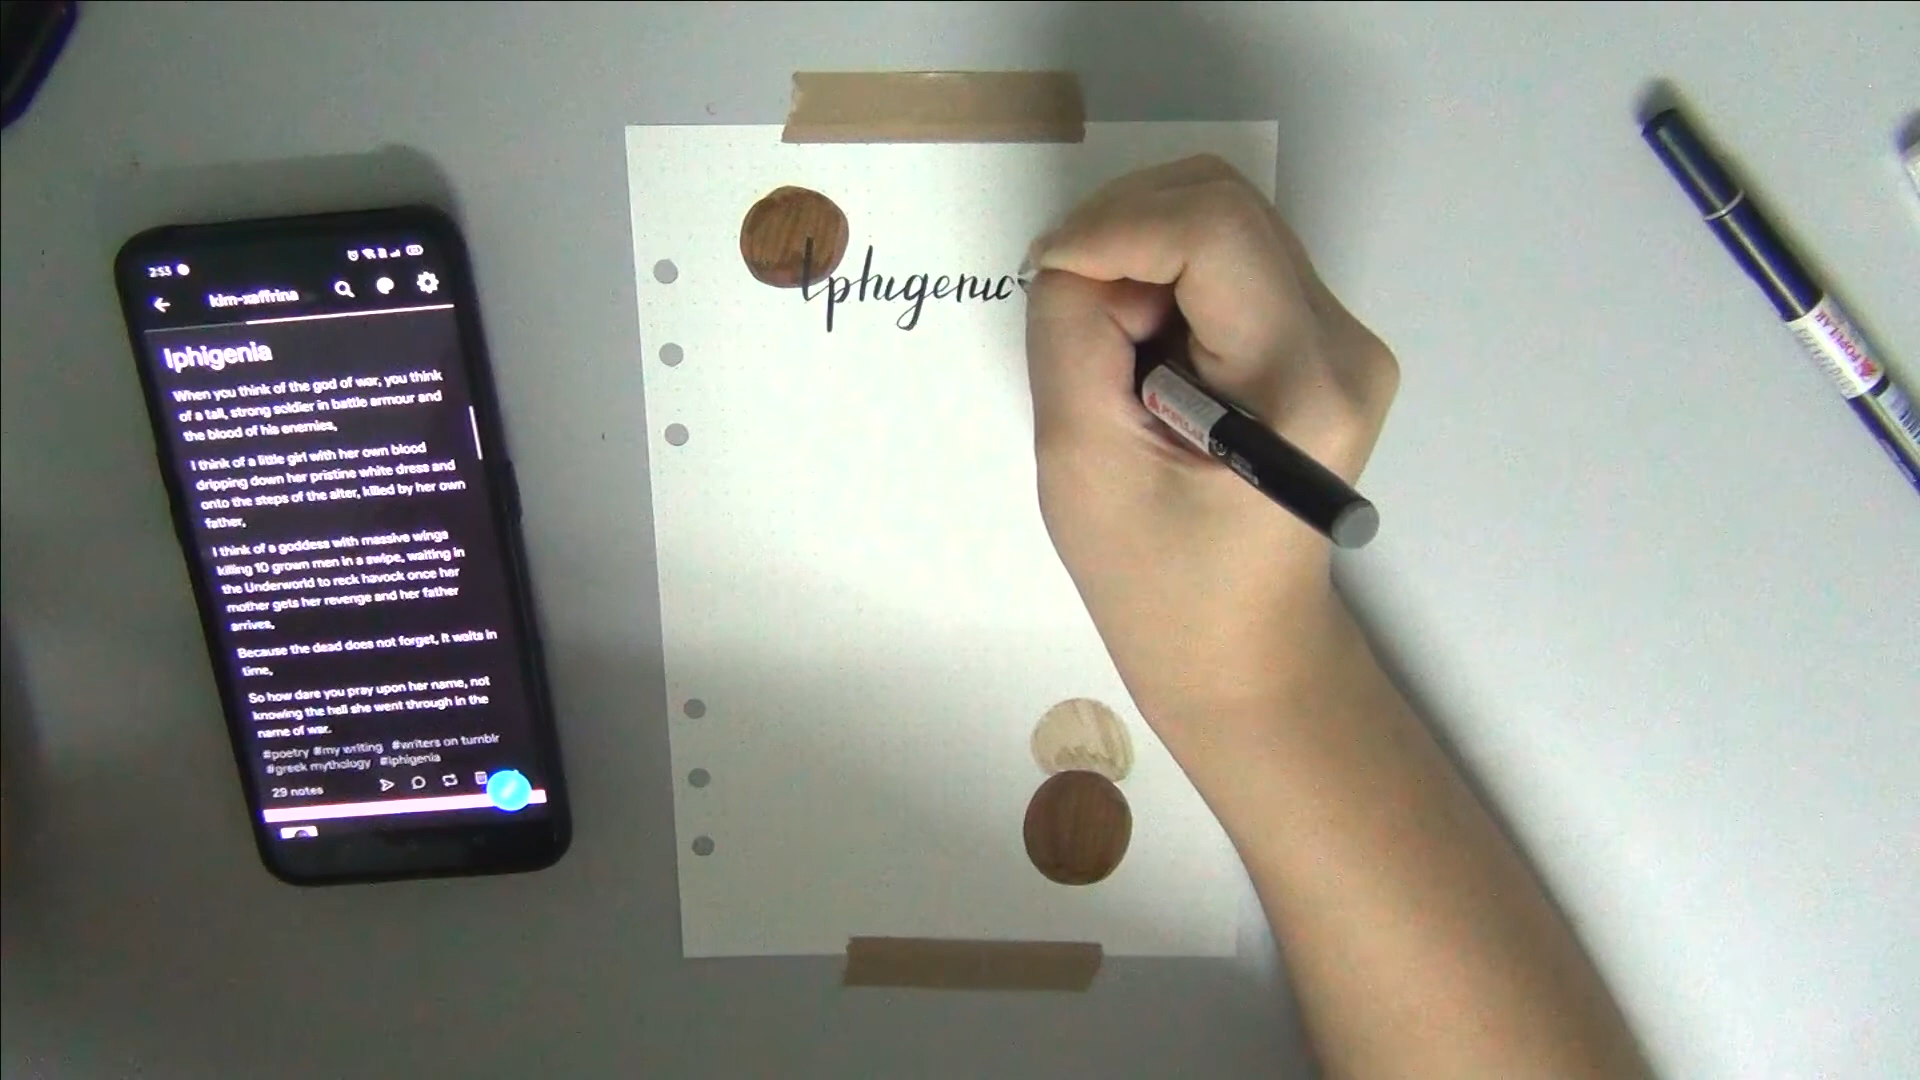 2:53
kim-xaffrina
Iphigenia
When you think of the god of war, you think
of a tall, strong soldier in battle armour and
the blood of his enemies,
I think of a little girl with her own blood
dripping down her pristine white dress and
onto the steps of the alter, killed by her own
father,
I think of a goddess with massive wings
killing 10 grown men in a swipe, waiting in
the Underworld to reck havock once her
mother gets her revenge and her father
arrives,
Because the dead does not forget, it waits in
time,
So how dare you pray upon her name, not
knowing the hell she went through in the
name of war.
#poetry #my writing #writers on tumblr
#greek mythology #iphigenia
29 notes
Iphigenia
POPULAR
POPULAR